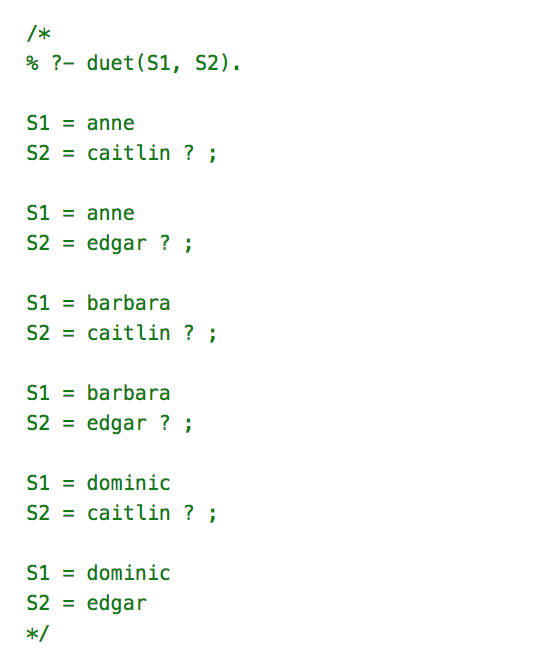 /*
% ?- duet(S1, S2).
S1 = anne
S2 = caitlin ? ;
S1 = anne
S2 = edgar ? ;
S1 = barbara
S2 = caitlin ? ;
S1 = barbara
S2 = edgar ? ;
S1 = dominic
S2 = caitlin ? ;
S1 = dominic
S2 = edgar
*/